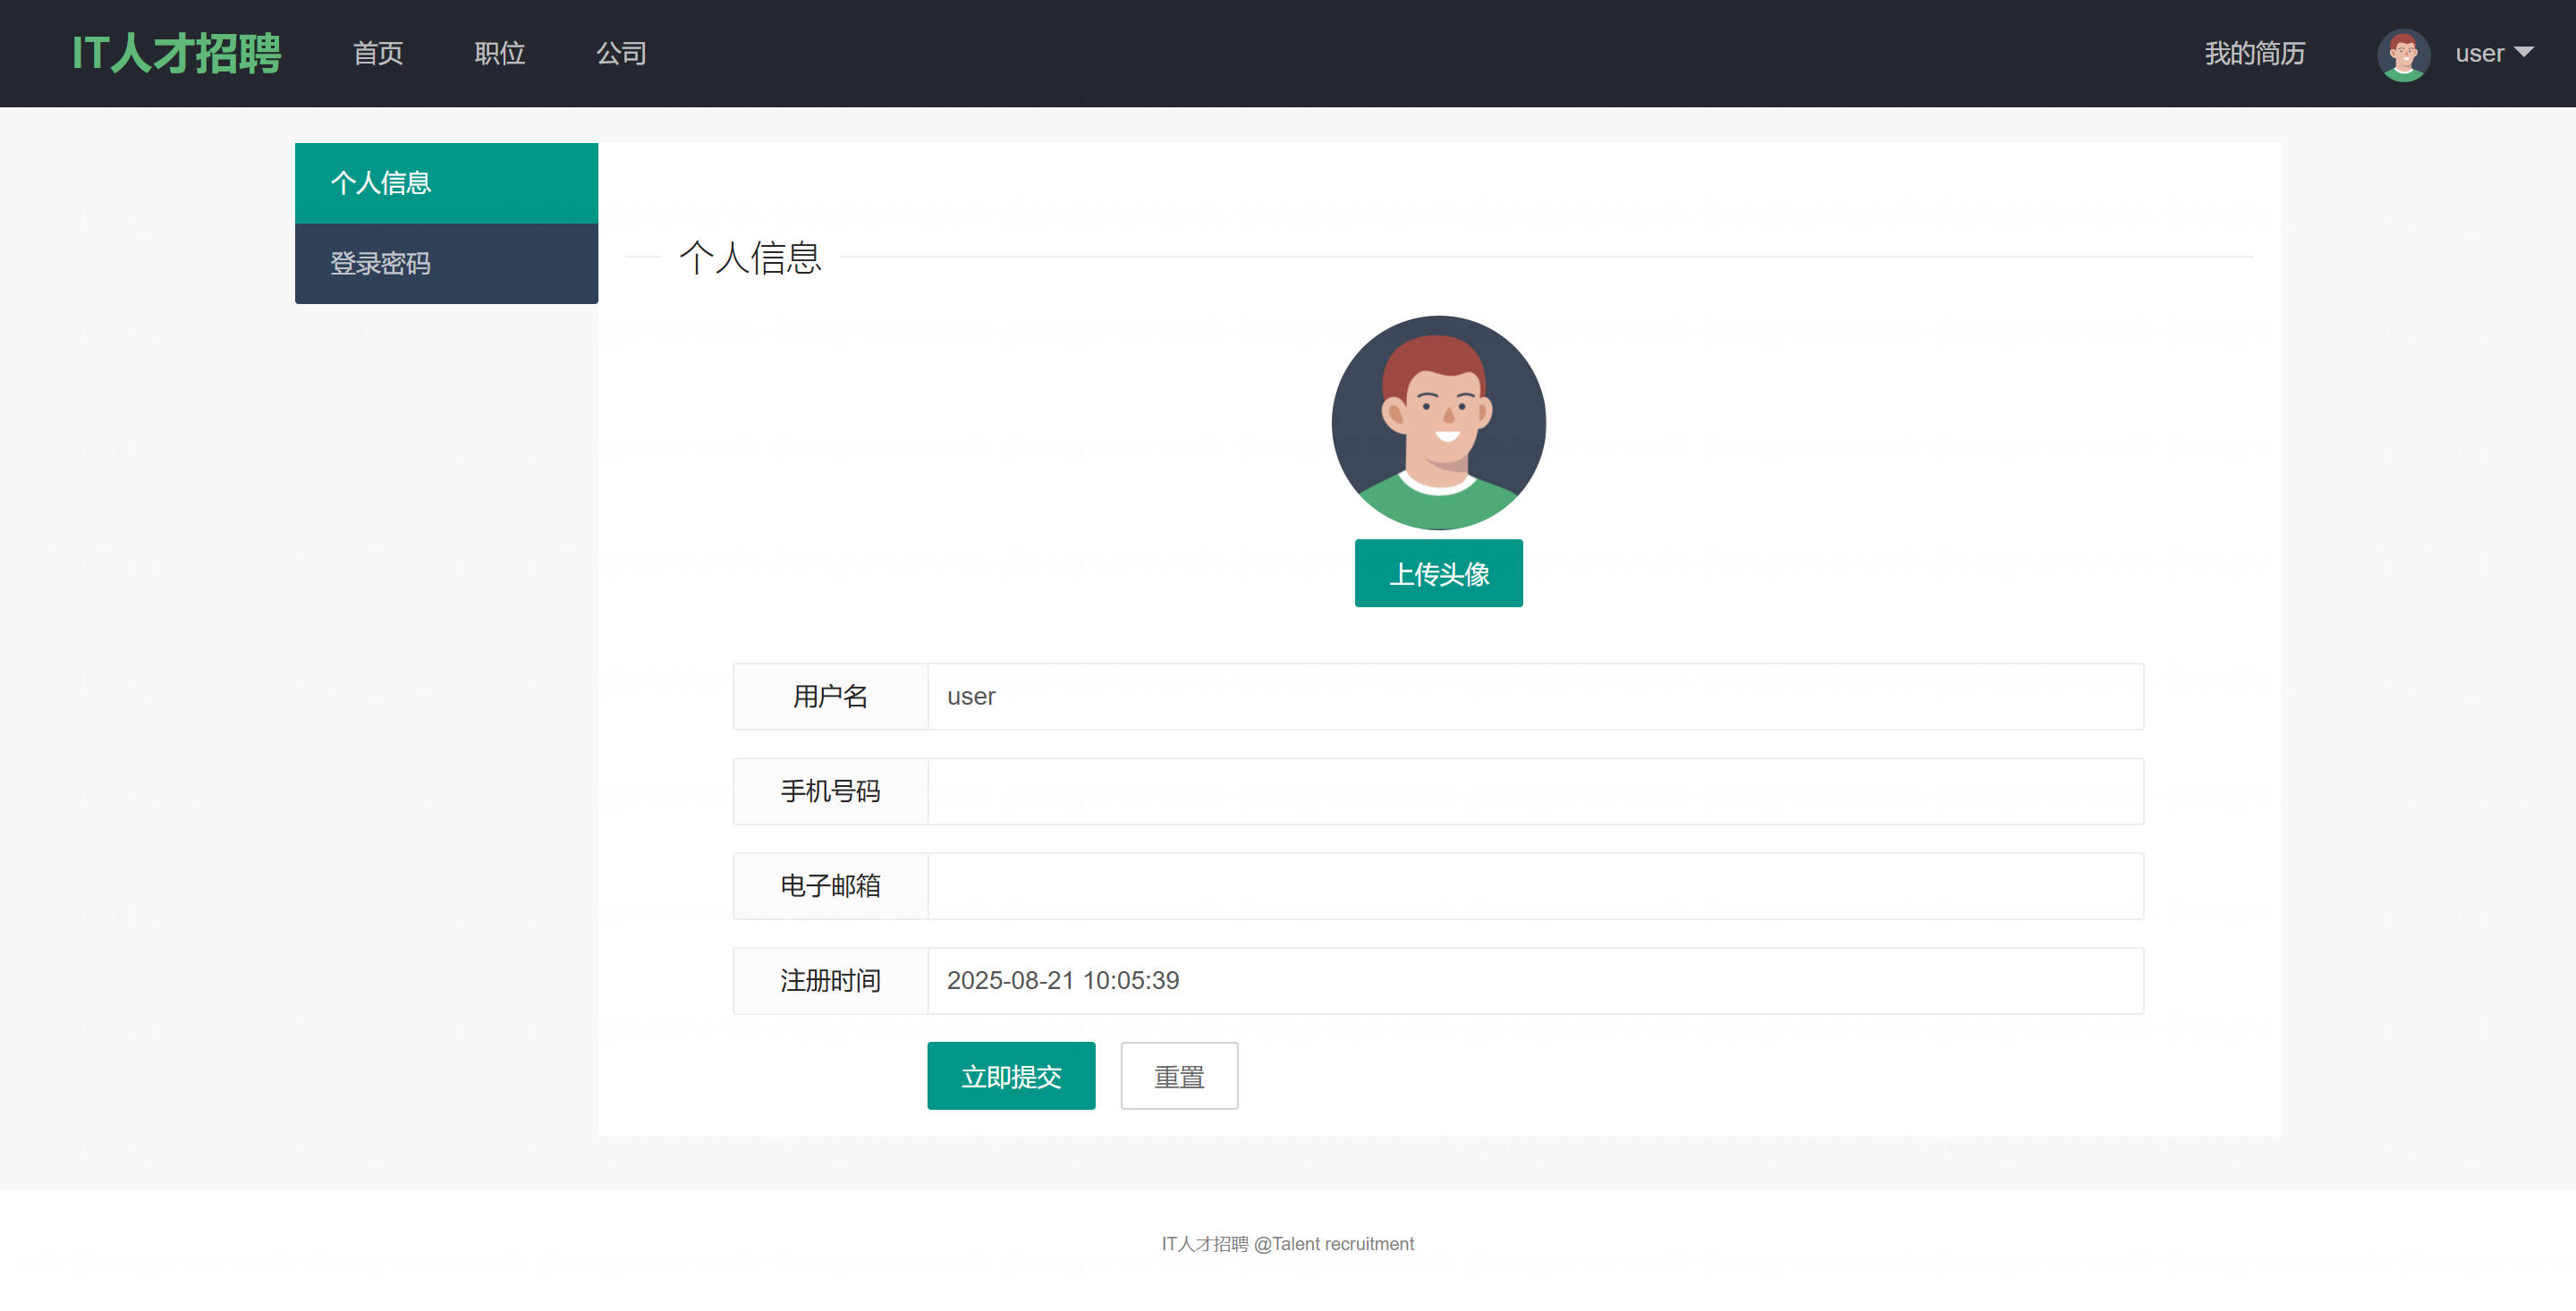 IT人才招聘 首页 职位 公司 我的简历 user
个人信息
登录密码
个人信息
上传头像
用户名 user
手机号码
电子邮箱
注册时间 2025-08-21 10:05:39
立即提交 重置
IT人才招聘 @Talent recruitment